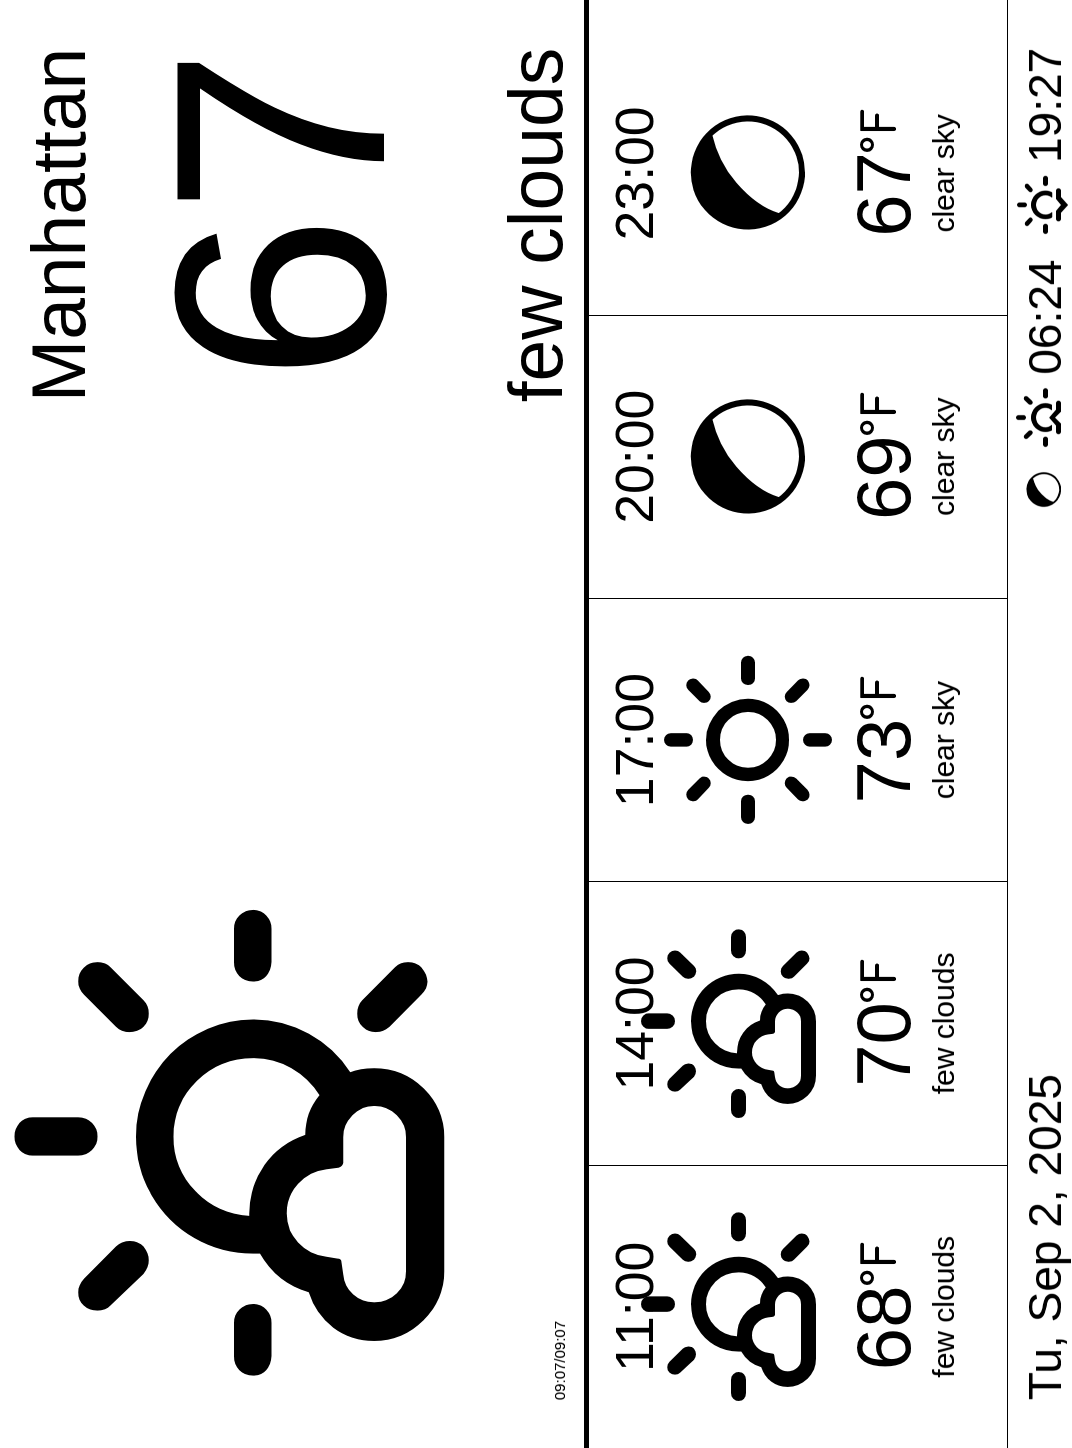 Manhattan
67
few clouds
09:07/09:07
11:00
68°F
few clouds
14:00
70°F
few clouds
17:00
73°F
clear sky
20:00
69°F
clear sky
23:00
67°F
clear sky
Tu, Sep 2, 2025 06:24 19:27